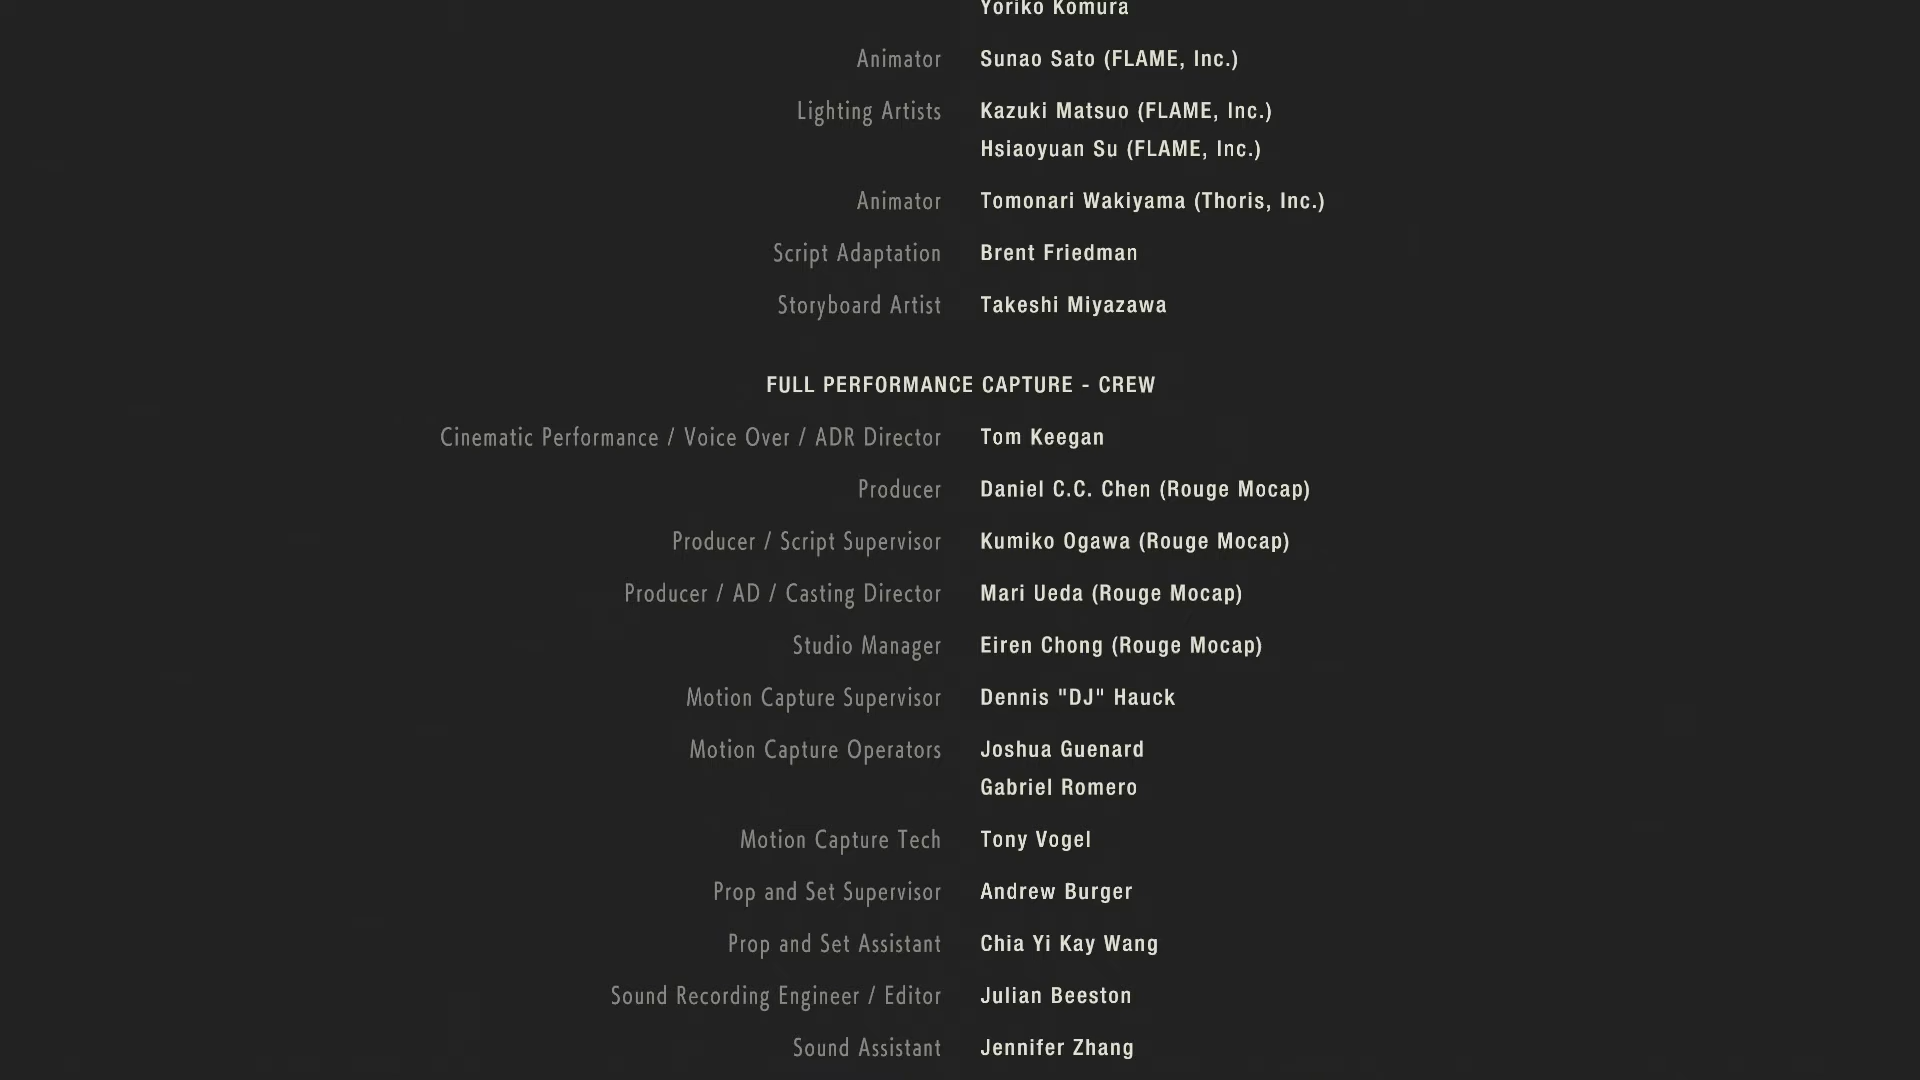 Yoriko Komura
Animator Sunao Sato (FLAME, Inc.)
Lighting Artists Kazuki Matsuo (FLAME, Inc.)
Hsiaoyuan Su (FLAME, Inc.)
Animator Tomonari Wakiyama (Thoris, Inc.)
Script Adaptation Brent Friedman
Storyboard Artist Takeshi Miyazawa
FULL PERFORMANCE CAPTURE - CREW
Cinematic Performance / Voice Over / ADR Director Tom Keegan
Producer Daniel C.C. Chen (Rouge Mocap)
Producer / Script Supervisor Kumiko Ogawa (Rouge Mocap)
Producer / AD / Casting Director Mari Ueda (Rouge Mocap)
Studio Manager Eiren Chong (Rouge Mocap)
Motion Capture Supervisor Dennis "DJ" Hauck
Motion Capture Operators Joshua Guenard
Gabriel Romero
Motion Capture Tech Tony Vogel
Prop and Set Supervisor Andrew Burger
Prop and Set Assistant Chia Yi Kay Wang
Sound Recording Engineer / Editor Julian Beeston
Sound Assistant Jennifer Zhang